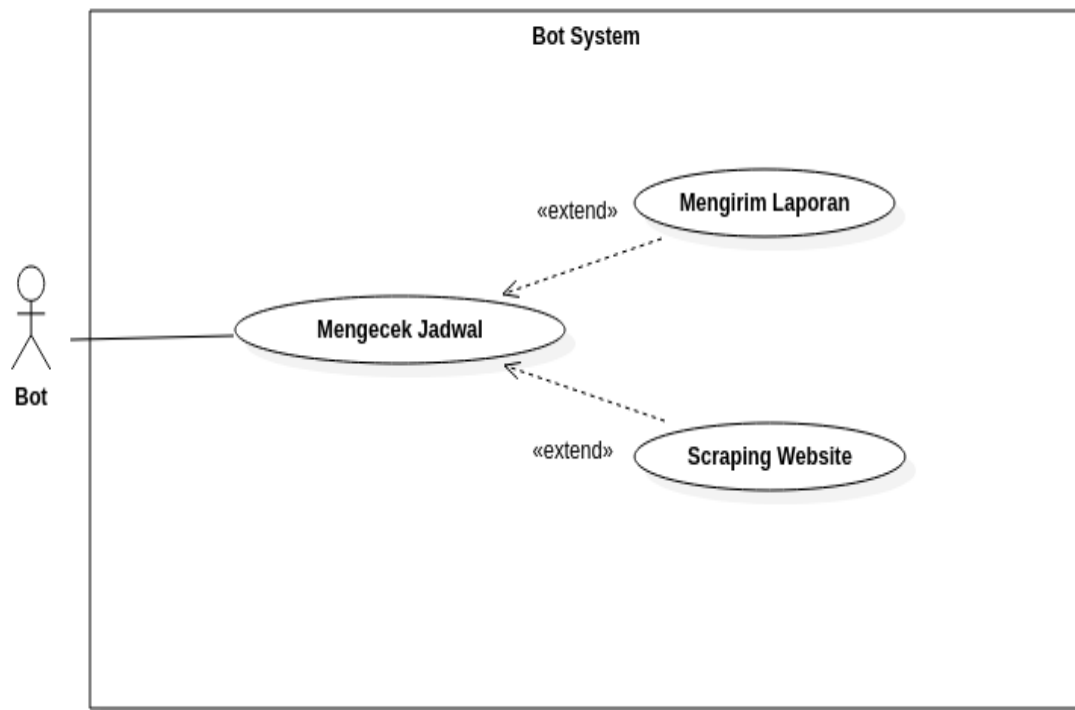 Bot System
Mengirim Laporan
«extend»
Mengecek Jadwal
Bot
«extend»
Scraping Website